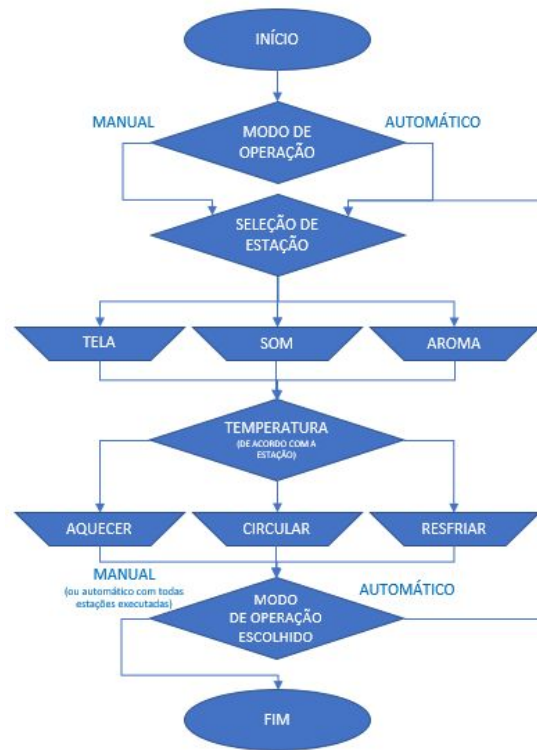 INÍCIO
MANUAL
AUTOMÁTICO
MODO DE
OPERAÇÃO
SELEÇÃO DE
ESTAÇÃO
TELA
SOM
AROMA
TEMPERATURA
(DE ACORDO COM A
ESTAÇÃO)
AQUECER
CIRCULAR
RESFRIAR
MANUAL
(ou automático com todas
estações executadas)
AUTOMÁTICO
MODO
DE OPERAÇÃO
ESCOLHIDO
FIM